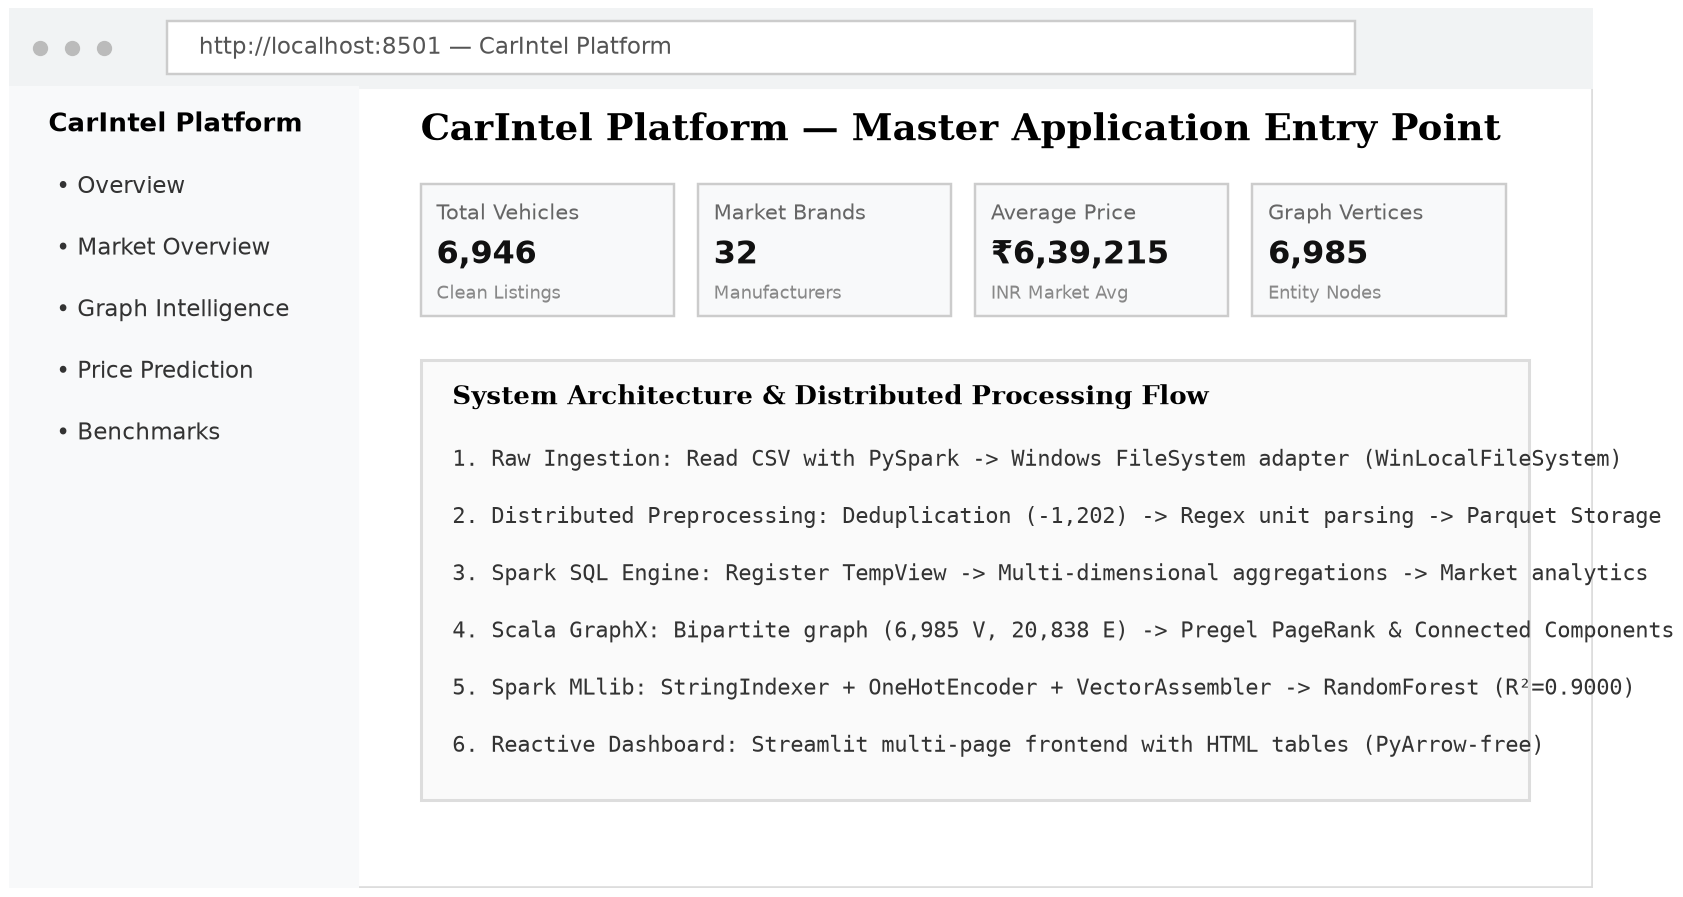 http://localhost:8501 — CarIntel Platform
CarIntel Platform
• Overview
• Market Overview
• Graph Intelligence
• Price Prediction
• Benchmarks
CarIntel Platform — Master Application Entry Point
Total Vehicles
6,946
Clean Listings
Market Brands
32
Manufacturers
Average Price
₹6,39,215
INR Market Avg
Graph Vertices
6,985
Entity Nodes
System Architecture & Distributed Processing Flow
1. Raw Ingestion: Read CSV with PySpark -> Windows FileSystem adapter (WinLocalFileSystem)
2. Distributed Preprocessing: Deduplication (-1,202) -> Regex unit parsing -> Parquet Storage
3. Spark SQL Engine: Register TempView -> Multi-dimensional aggregations -> Market analytics
4. Scala GraphX: Bipartite graph (6,985 V, 20,838 E) -> Pregel PageRank & Connected Components
5. Spark MLlib: StringIndexer + OneHotEncoder + VectorAssembler -> RandomForest (R²=0.9000)
6. Reactive Dashboard: Streamlit multi-page frontend with HTML tables (PyArrow-free)